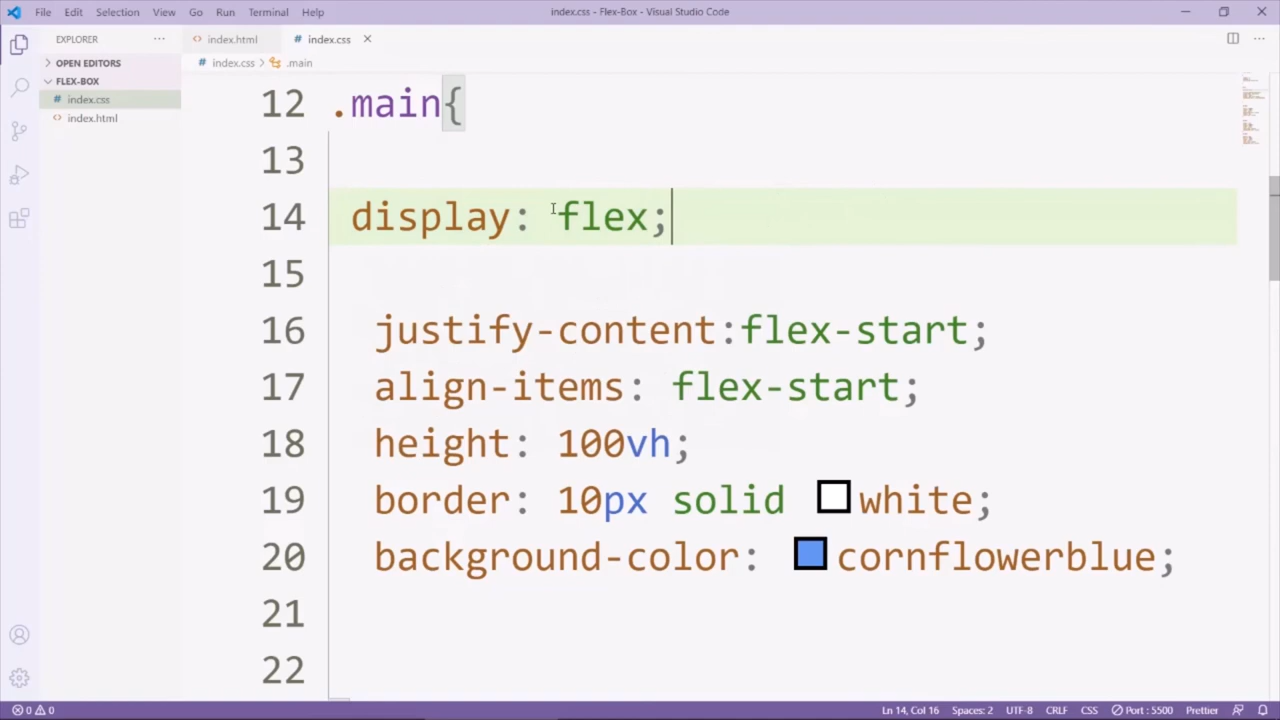 File Edit Selection View Go Run Terminal Help index.css - Flex-Box - Visual Studio Code
EXPLORER ··· index.html index.css
OPEN EDITORS index.css > .main
FLEX-BOX
index.css
index.html
12 .main{
13
14 display: flex;
15
16 justify-content:flex-start;
17 align-items: flex-start;
18 height: 100vh;
19 border: 10px solid white;
20 background-color: cornflowerblue;
21
22
0 0 Ln 14, Col 16 Spaces: 2 UTF-8 CRLF CSS Port : 5500 Prettier